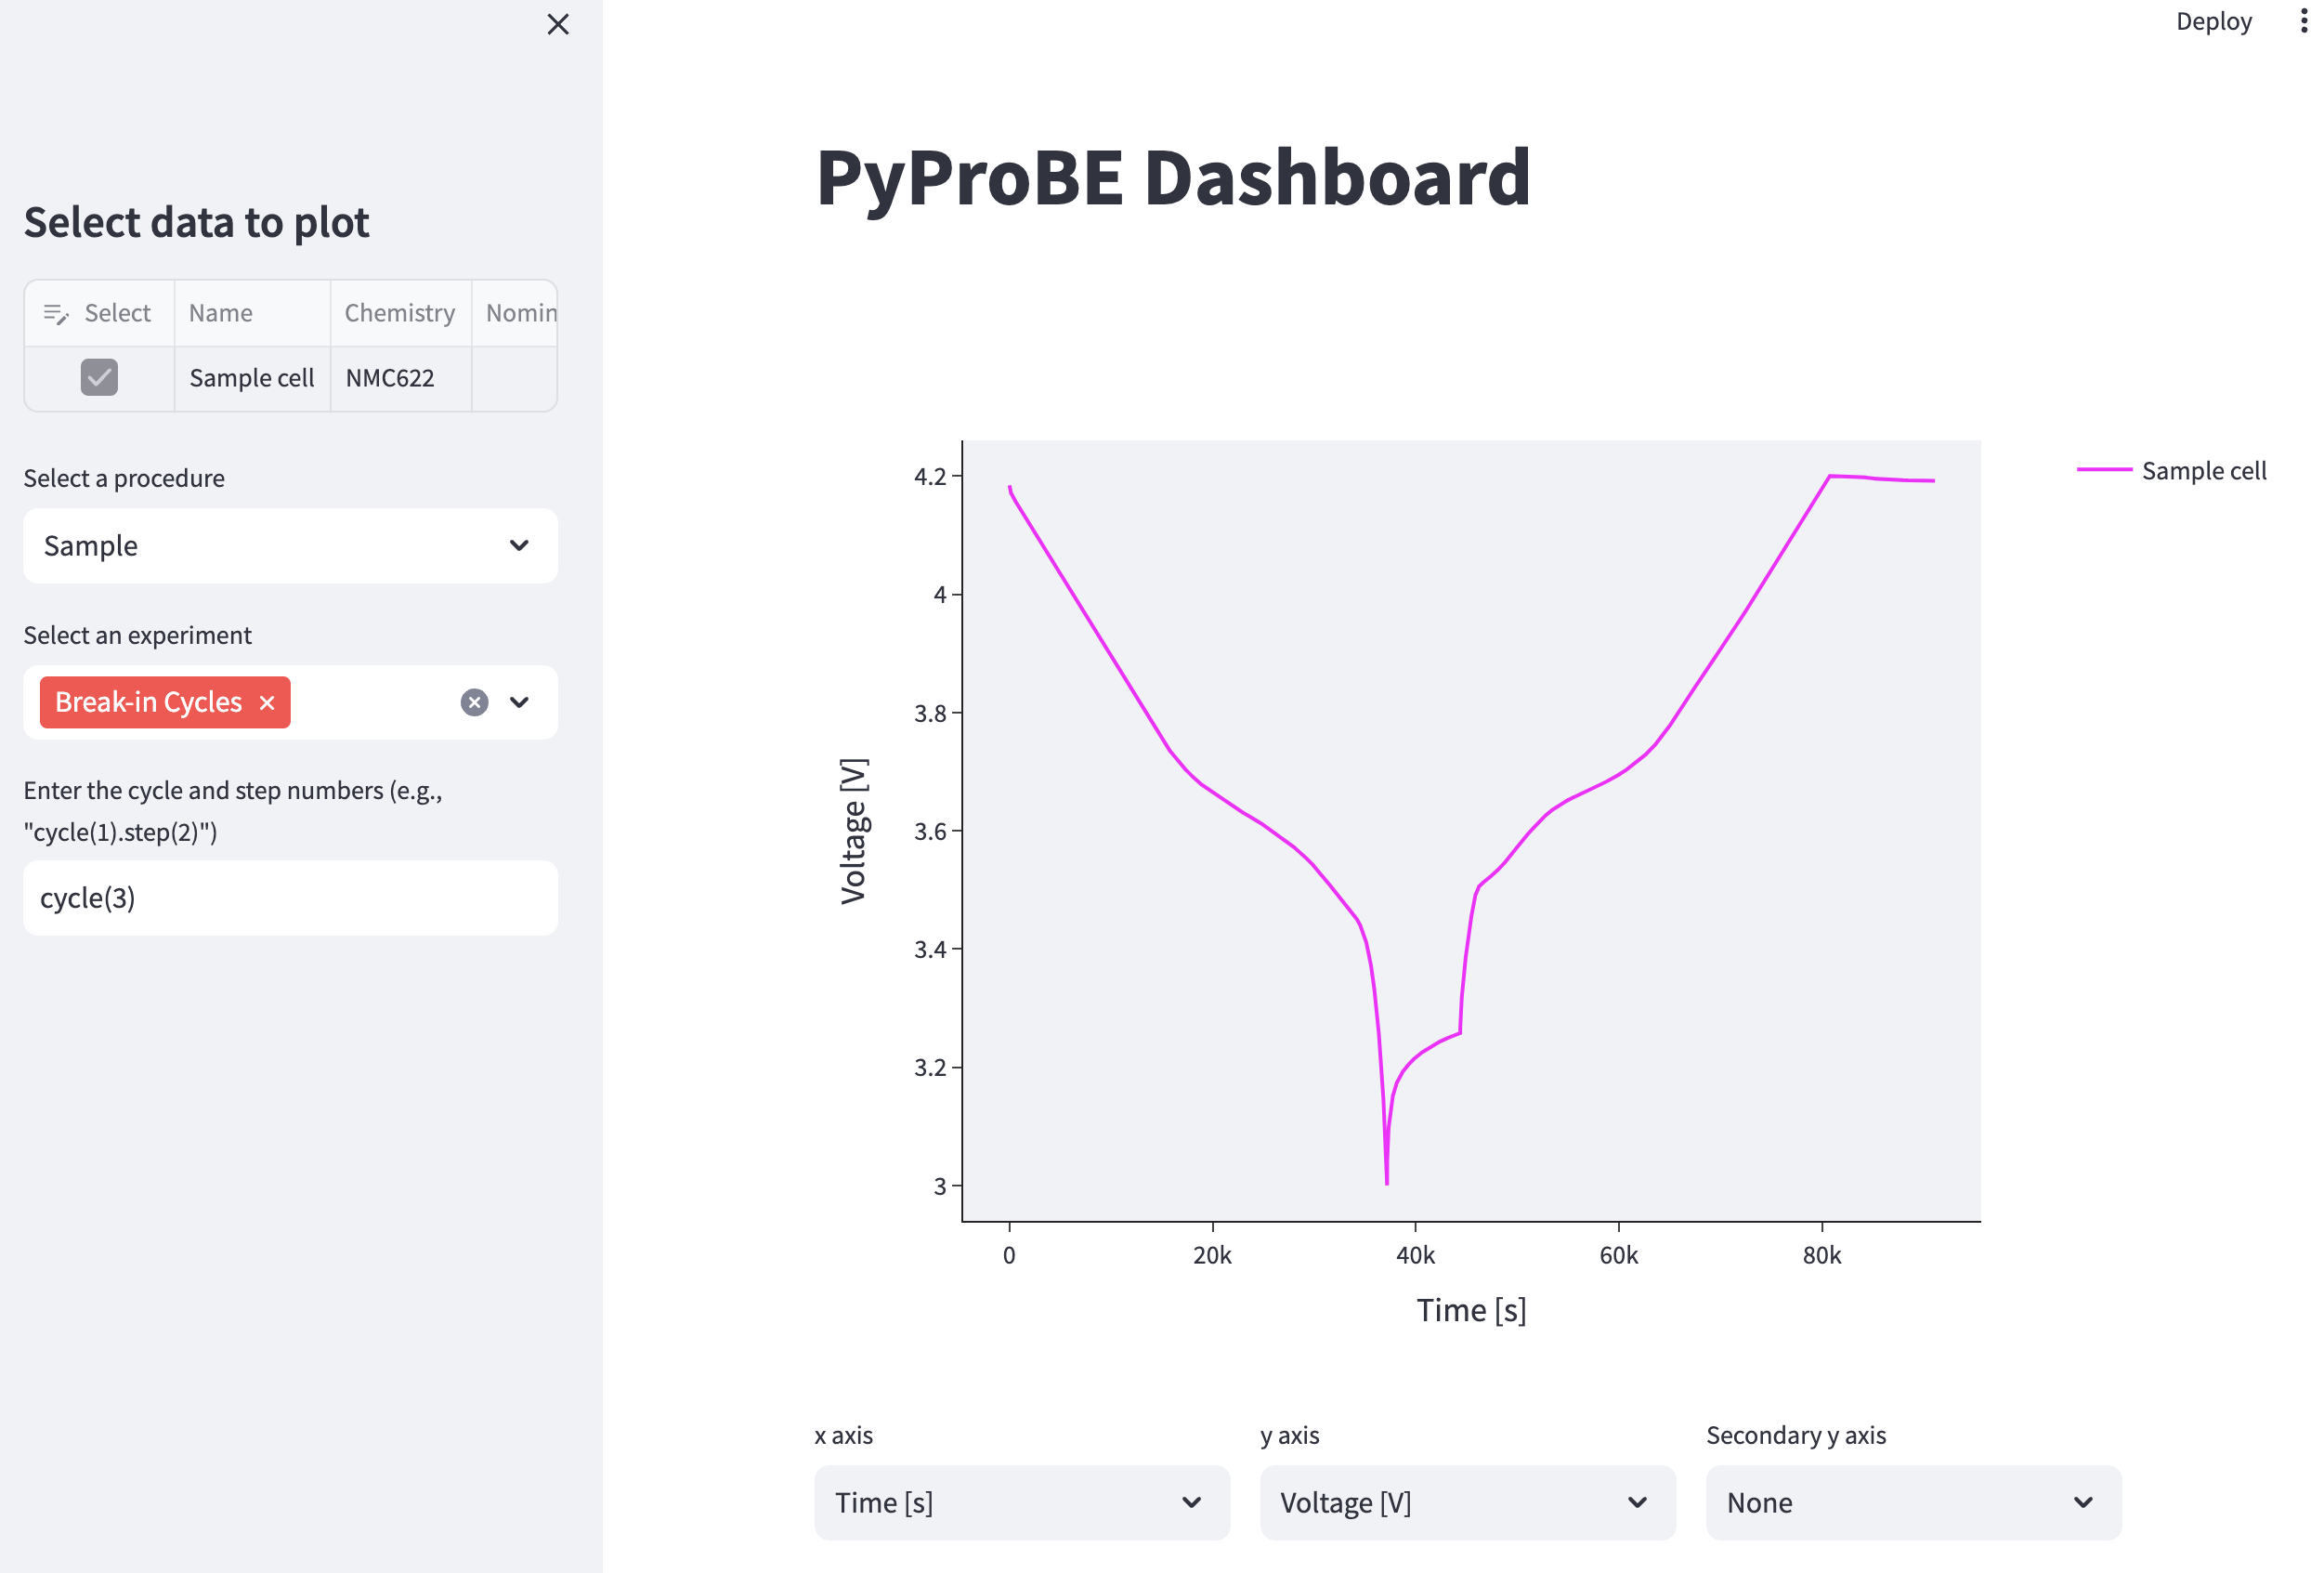 Deploy
PyProBE Dashboard
Select data to plot
Select Name Chemistry Nomin
Sample cell NMC622
Select a procedure
Sample
Select an experiment
Break-in Cycles
Enter the cycle and step numbers (e.g.,
"cycle(1).step(2)")
cycle(3)
Sample cell
4.2
4
3.8
3.6
3.4
3.2
3
Voltage [V]
0 20k 40k 60k 80k
Time [s]
x axis y axis Secondary y axis
Time [s] Voltage [V] None